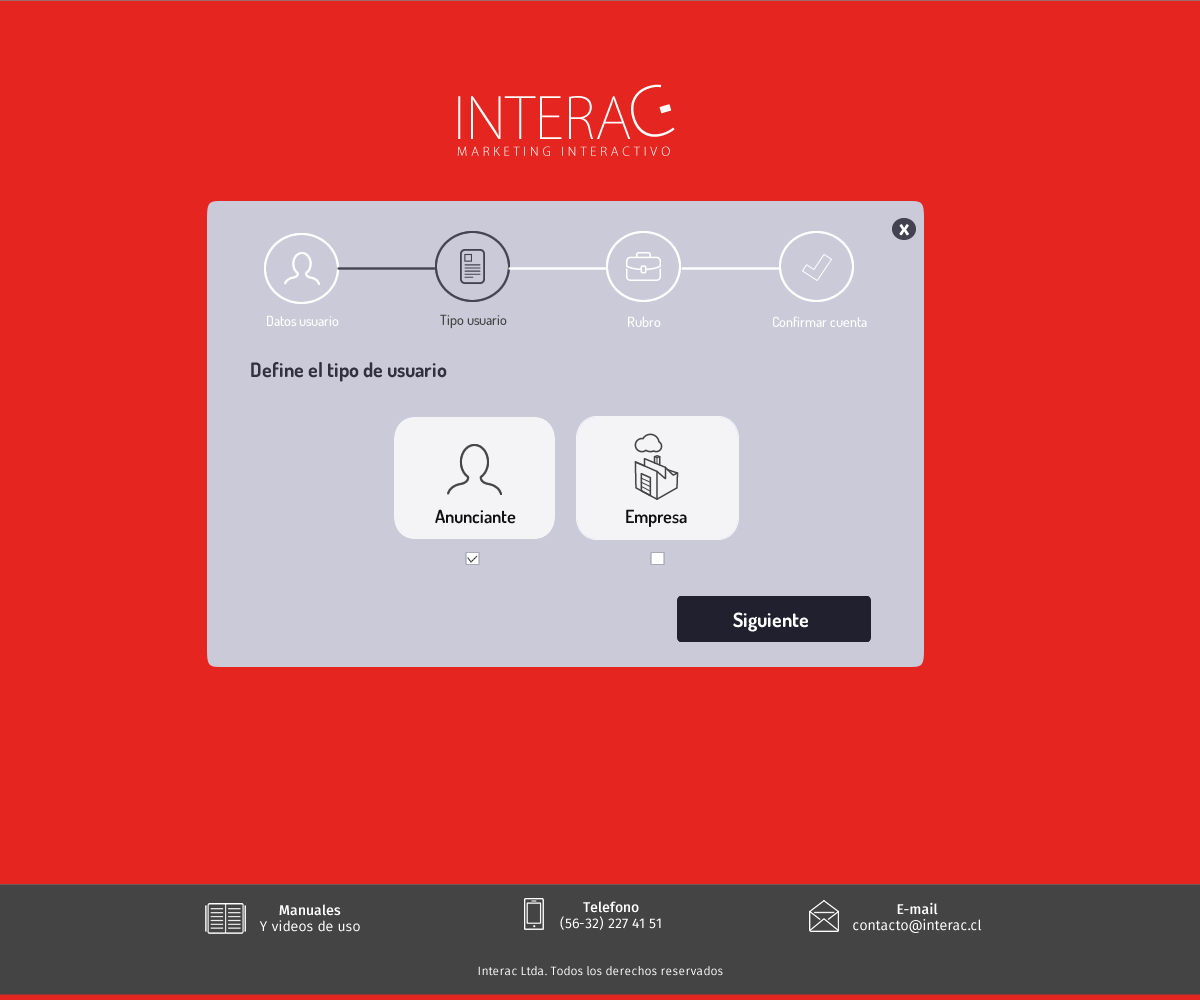 INTERAC
MARKETING INTERACTIVO
x
Datos usuario
Tipo usuario
Rubro
Confirmar cuenta
Define el tipo de usuario
Anunciante
Empresa
Siguiente
Manuales
Y videos de uso
Telefono
(56-32) 227 41 51
E-mail
contacto@interac.cl
Interac Ltda. Todos los derechos reservados